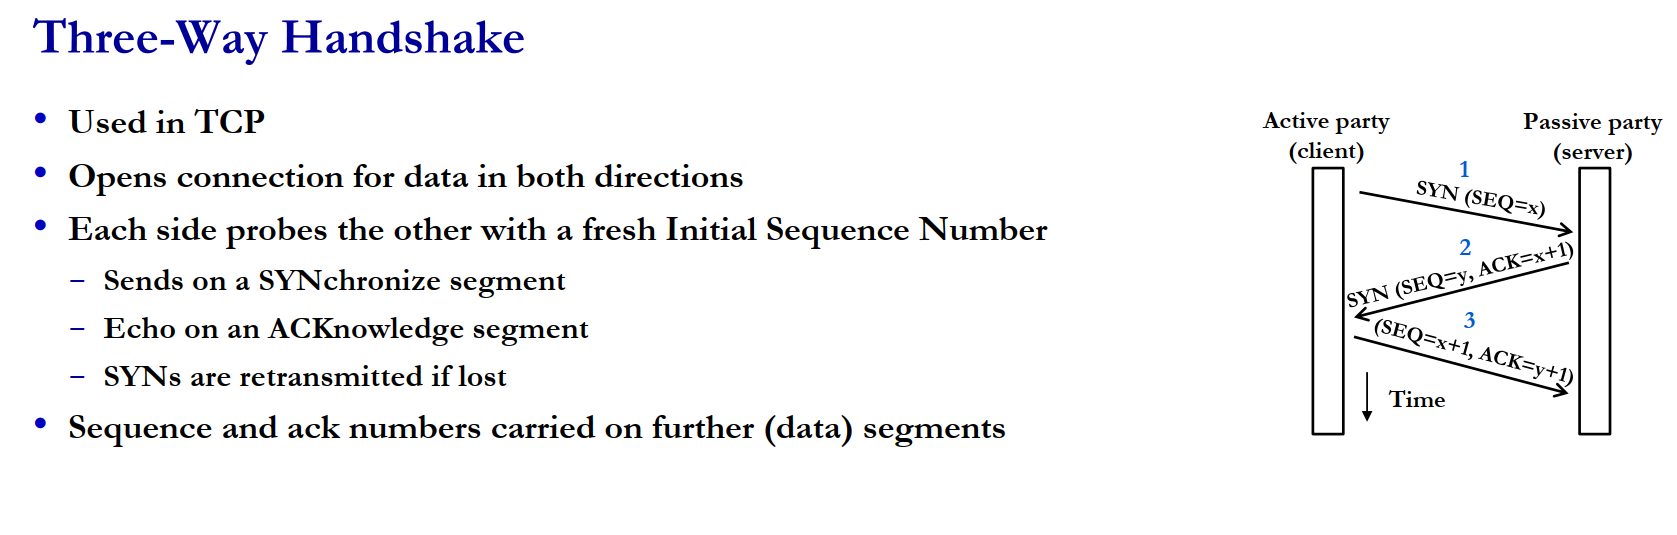 Three-Way Handshake
• Used in TCP
• Opens connection for data in both directions
• Each side probes the other with a fresh Initial Sequence Number
– Sends on a SYNchronize segment
– Echo on an ACKnowledge segment
– SYNs are retransmitted if lost
• Sequence and ack numbers carried on further (data) segments
Active party
(client)
Passive party
(server)
1
SYN (SEQ=x)
2
SYN (SEQ=y, ACK=x+1)
3
(SEQ=x+1, ACK=y+1)
Time